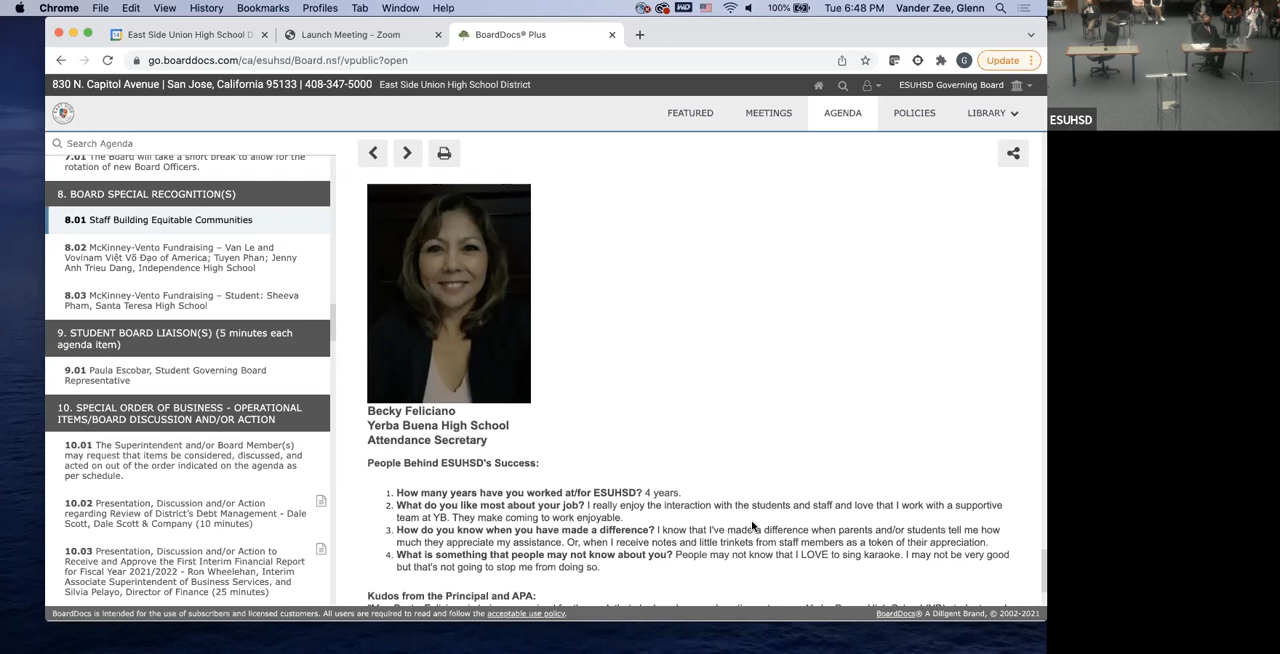 Chrome File Edit View History Bookmarks Profiles Tab Window Help 100% Tue 6:48 PM Vander Zee, Glenn
East Side Union High School D Launch Meeting - Zoom BoardDocs® Plus
go.boarddocs.com/ca/esuhsd/Board.nsf/vpublic?open G Update
830 N. Capitol Avenue | San Jose, California 95133 | 408-347-5000 East Side Union High School District ESUHSD Governing Board
FEATURED MEETINGS AGENDA POLICIES LIBRARY
ESUHSD
Search Agenda
7.01 The Board will take a short break to allow for the
rotation of new Board Officers.
8. BOARD SPECIAL RECOGNITION(S)
8.01 Staff Building Equitable Communities
8.02 McKinney-Vento Fundraising – Van Le and
Vovinam Việt Võ Đạo of America; Tuyen Phan; Jenny
Anh Trieu Dang, Independence High School
8.03 McKinney-Vento Fundraising – Student: Sheeva
Pham, Santa Teresa High School
9. STUDENT BOARD LIAISON(S) (5 minutes each
agenda item)
9.01 Paula Escobar, Student Governing Board
Representative
10. SPECIAL ORDER OF BUSINESS - OPERATIONAL
ITEMS/BOARD DISCUSSION AND/OR ACTION
10.01 The Superintendent and/or Board Member(s)
may request that items be considered, discussed, and
acted on out of the order indicated on the agenda as
per schedule.
10.02 Presentation, Discussion and/or Action
regarding Review of District's Debt Management - Dale
Scott, Dale Scott & Company (10 minutes)
10.03 Presentation, Discussion and/or Action to
Receive and Approve the First Interim Financial Report
for Fiscal Year 2021/2022 - Ron Wheelehan, Interim
Associate Superintendent of Business Services, and
Silvia Pelayo, Director of Finance (25 minutes)
Becky Feliciano
Yerba Buena High School
Attendance Secretary
People Behind ESUHSD's Success:
1. How many years have you worked at/for ESUHSD? 4 years.
2. What do you like most about your job? I really enjoy the interaction with the students and staff and love that I work with a supportive
team at YB. They make coming to work enjoyable.
3. How do you know when you have made a difference? I know that I've made a difference when parents and/or students tell me how
much they appreciate my assistance. Or, when I receive notes and little trinkets from staff members as a token of their appreciation.
4. What is something that people may not know about you? People may not know that I LOVE to sing karaoke. I may not be very good
but that's not going to stop me from doing so.
Kudos from the Principal and APA:
BoardDocs is intended for the use of subscribers and licensed customers. All users are required to read and follow the acceptable use policy. BoardDocs® A Diligent Brand, © 2002-2021